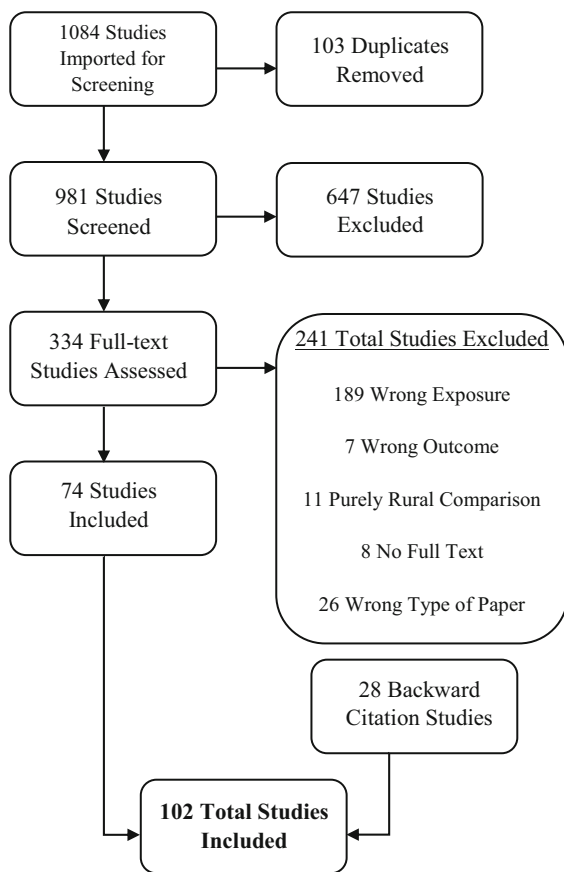 1084 Studies
Imported for
Screening
103 Duplicates
Removed
981 Studies
Screened
647 Studies
Excluded
334 Full-text
Studies Assessed
241 Total Studies Excluded
189 Wrong Exposure
7 Wrong Outcome
11 Purely Rural Comparison
8 No Full Text
26 Wrong Type of Paper
74 Studies
Included
28 Backward
Citation Studies
102 Total Studies
Included